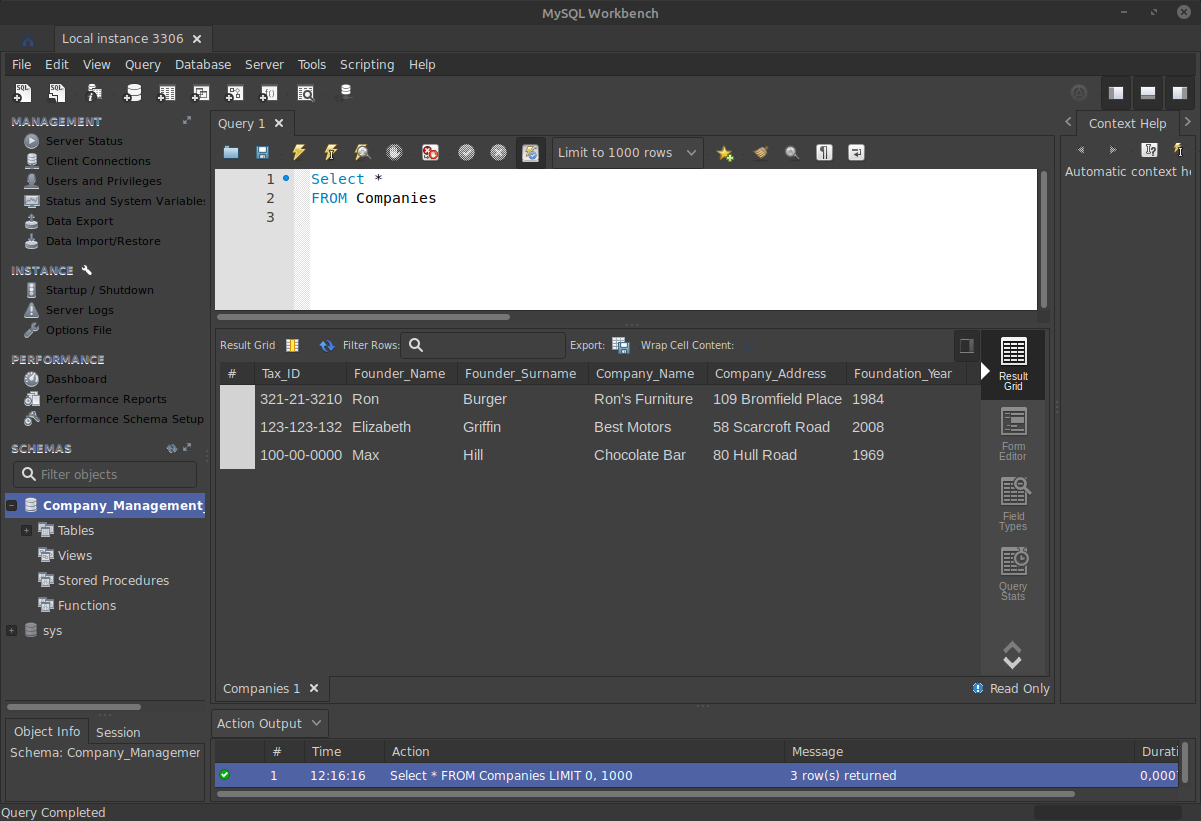 MySQL Workbench
Local instance 3306
File Edit View Query Database Server Tools Scripting Help
MANAGEMENT
Server Status
Client Connections
Users and Privileges
Status and System Variables
Data Export
Data Import/Restore
INSTANCE
Startup / Shutdown
Server Logs
Options File
PERFORMANCE
Dashboard
Performance Reports
Performance Schema Setup
SCHEMAS
Filter objects
Company_Management_
Tables
Views
Stored Procedures
Functions
sys
Object Info Session
Schema: Company_Managemen
Query 1
Limit to 1000 rows
1 Select *
2 FROM Companies
3
Result Grid Filter Rows: Export: Wrap Cell Content:
# Tax_ID Founder_Name Founder_Surname Company_Name Company_Address Foundation_Year
321-21-3210 Ron Burger Ron's Furniture 109 Bromfield Place 1984
123-123-132 Elizabeth Griffin Best Motors 58 Scarcroft Road 2008
100-00-0000 Max Hill Chocolate Bar 80 Hull Road 1969
Result
Grid
Form
Editor
Field
Types
Query
Stats
Companies 1
Read Only
Action Output
# Time Action Message Durati
1 12:16:16 Select * FROM Companies LIMIT 0, 1000 3 row(s) returned 0,000
Context Help
Automatic context he
Query Completed